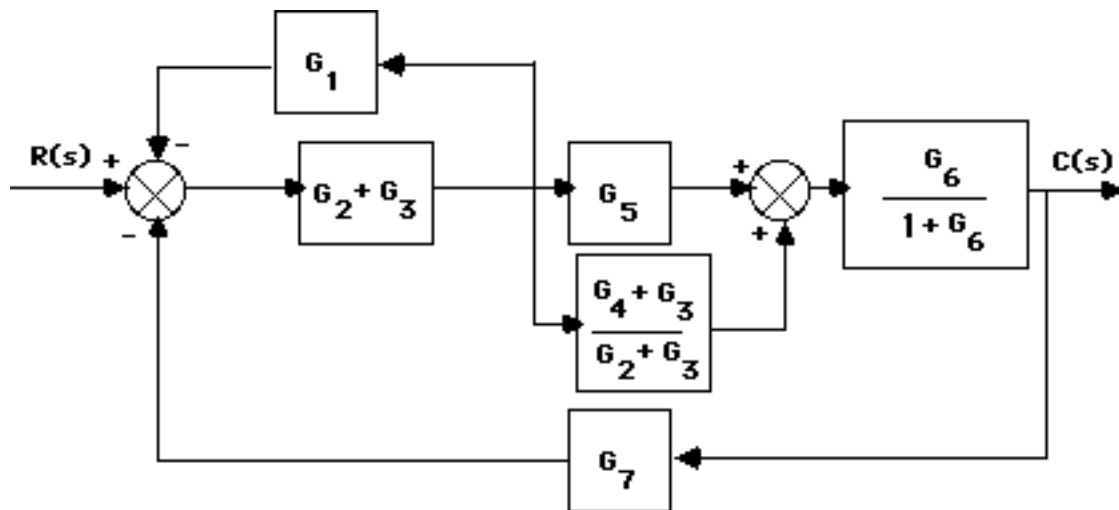 G1
R(s)
+
-
-
G2 + G3
G5
+
+
G6
1 + G6
C(s)
G4 + G3
G2 + G3
G7